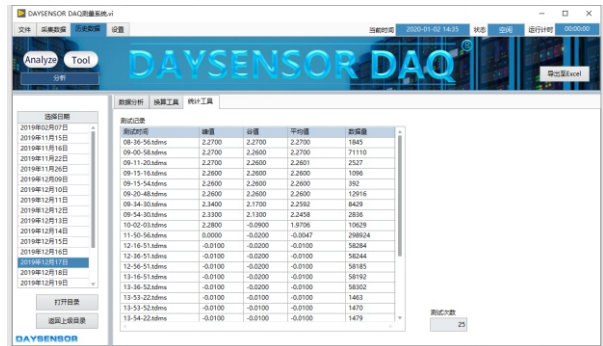 DAYSENSOR DAQ测量系统.vi
文件 采集数据 历史数据 设置 当前时间 2020-01-02 14:35 状态 空闲 运行计时 00:00:00
Analyze Tool
分析
DAYSENSOR DAQ®
导出至Excel
数据分析 换算工具 统计工具
选择日期
2019年02月07日
2019年11月15日
2019年11月16日
2019年11月22日
2019年11月26日
2019年12月09日
2019年12月10日
2019年12月11日
2019年12月12日
2019年12月13日
2019年12月14日
2019年12月15日
2019年12月16日
2019年12月17日
2019年12月18日
2019年12月19日
打开目录
返回上级目录
DAYSENSOR
测试记录
测试时间 峰值 谷值 平均值 数据量
08-36-56.tdms 2.2700 2.2700 2.2700 1845
09-00-58.tdms 2.2700 2.2600 2.2700 71110
09-11-20.tdms 2.2700 2.2600 2.2601 2527
09-15-16.tdms 2.2600 2.2600 2.2600 1096
09-15-54.tdms 2.2600 2.2600 2.2600 392
09-20-48.tdms 2.2600 2.2600 2.2600 12916
09-34-30.tdms 2.3400 2.1700 2.2592 8429
09-54-30.tdms 2.3300 2.1300 2.2458 2836
10-02-03.tdms 2.2800 -0.0900 1.9706 10629
11-50-56.tdms 0.0000 -0.0200 -0.0047 298924
12-16-51.tdms -0.0100 -0.0200 -0.0100 58284
12-36-51.tdms -0.0100 -0.0200 -0.0100 58244
12-56-51.tdms -0.0100 -0.0200 -0.0100 58185
13-16-51.tdms -0.0100 -0.0200 -0.0100 58192
13-36-52.tdms -0.0100 -0.0200 -0.0100 58302
13-53-22.tdms -0.0100 -0.0100 -0.0100 1463
13-53-52.tdms -0.0100 -0.0100 -0.0100 1470
13-54-22.tdms -0.0100 -0.0100 -0.0100 1479
测试次数
25